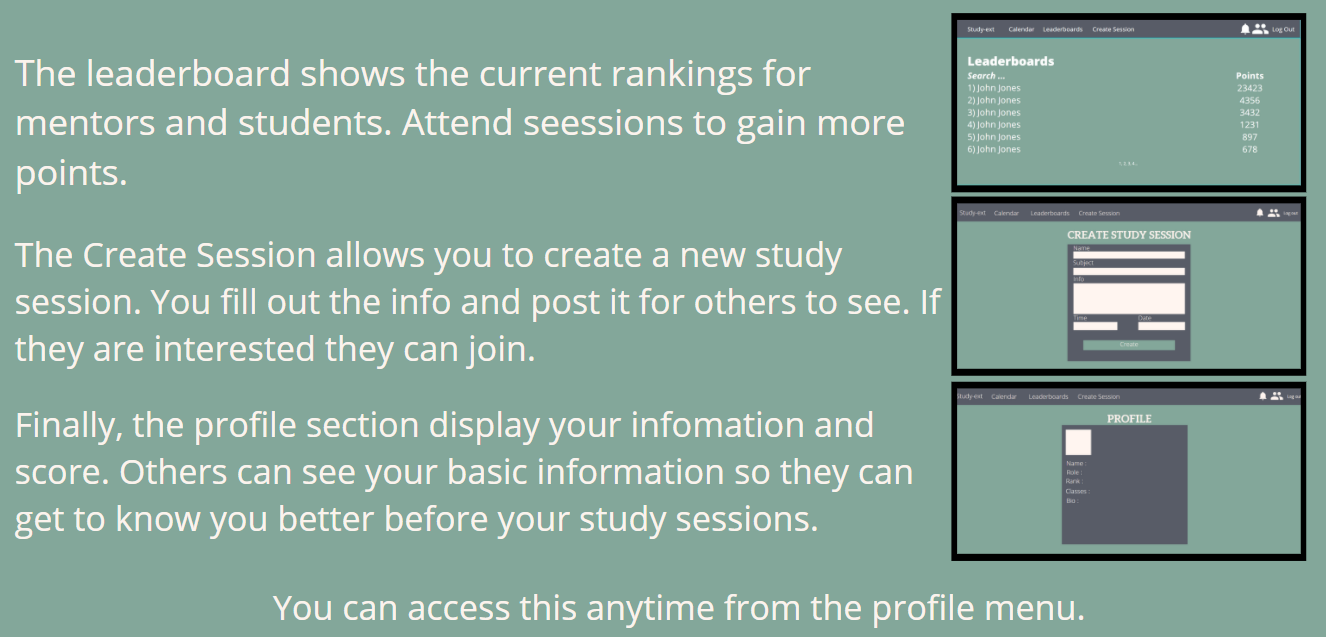 The leaderboard shows the current rankings for
mentors and students. Attend seessions to gain more
points.
The Create Session allows you to create a new study
session. You fill out the info and post it for others to see. If
they are interested they can join.
Finally, the profile section display your infomation and
score. Others can see your basic information so they can
get to know you better before your study sessions.
You can access this anytime from the profile menu.
Study-ext Calendar Leaderboards Create Session Log Out
Leaderboards
Search ... Points
1) John Jones 23423
2) John Jones 4356
3) John Jones 3432
4) John Jones 1231
5) John Jones 897
6) John Jones 678
Study-ext Calendar Leaderboards Create Session Log out
CREATE STUDY SESSION
Name
Subject
Info
Time Date
Create
Study-ext Calendar Leaderboards Create Session Log out
PROFILE
Name :
Role :
Rank :
Classes :
Bio :